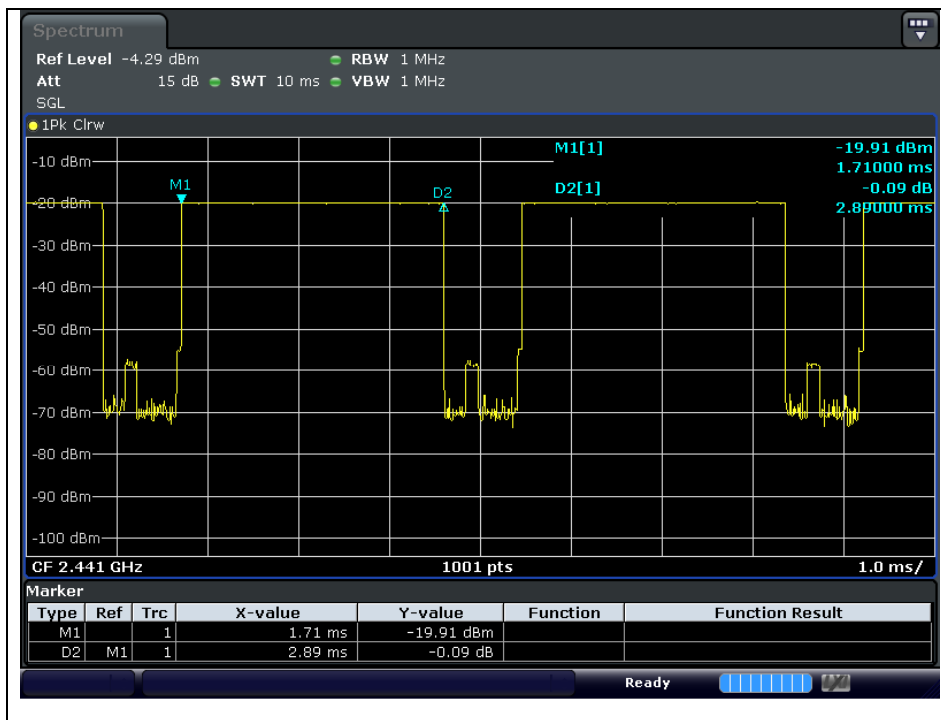 Spectrum
Ref Level -4.29 dBm RBW 1 MHz
Att 15 dB SWT 10 ms VBW 1 MHz
SGL
1Pk Clrw
M1[1] -19.91 dBm
1.71000 ms
D2[1] -0.09 dB
2.89000 ms
-10 dBm
M1
D2
-20 dBm
-30 dBm
-40 dBm
-50 dBm
-60 dBm
-70 dBm
-80 dBm
-90 dBm
-100 dBm
CF 2.441 GHz 1001 pts 1.0 ms/
Marker
Type Ref Trc X-value Y-value Function Function Result
M1 1 1.71 ms -19.91 dBm
D2 M1 1 2.89 ms -0.09 dB
Ready